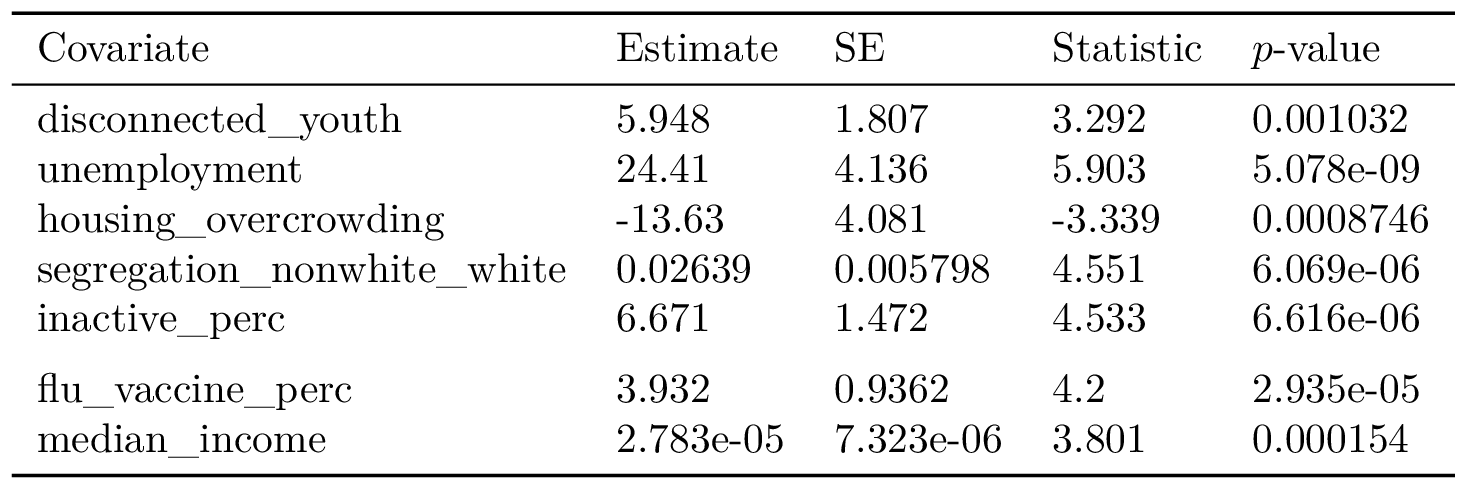 Covariate Estimate SE Statistic p-value
disconnected_youth 5.948 1.807 3.292 0.001032
unemployment 24.41 4.136 5.903 5.078e-09
housing_overcrowding -13.63 4.081 -3.339 0.0008746
segregation_nonwhite_white 0.02639 0.005798 4.551 6.069e-06
inactive_perc 6.671 1.472 4.533 6.616e-06
flu_vaccine_perc 3.932 0.9362 4.2 2.935e-05
median_income 2.783e-05 7.323e-06 3.801 0.000154